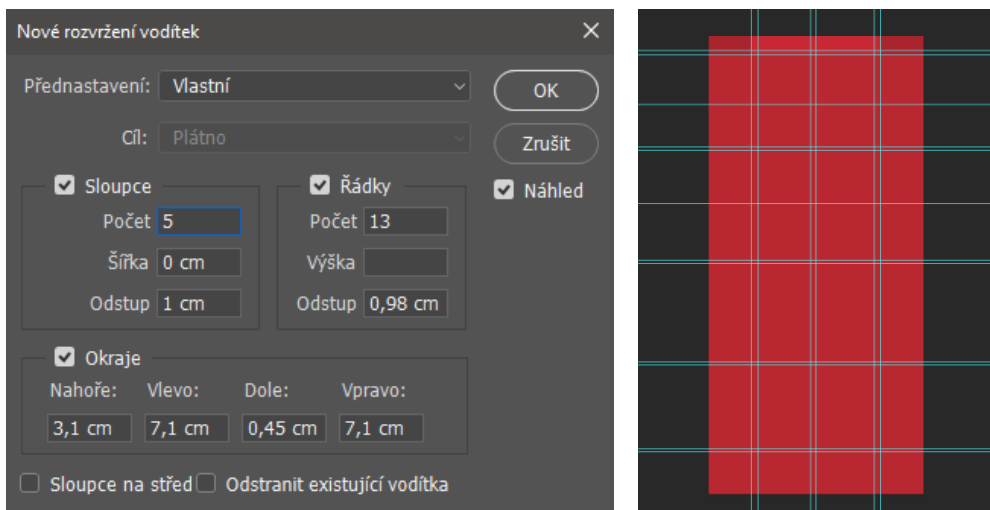 Nové rozvržení vodítek
Přednastavení: Vlastní
OK
Cíl: Plátno
Zrušit
Sloupce
Řádky
Náhled
Počet 5
Počet 13
Šířka 0 cm
Výška
Odstup 1 cm
Odstup 0,98 cm
Okraje
Nahoře: Vlevo: Dole: Vpravo:
3,1 cm 7,1 cm 0,45 cm 7,1 cm
Sloupce na střed Odstranit existující vodítka